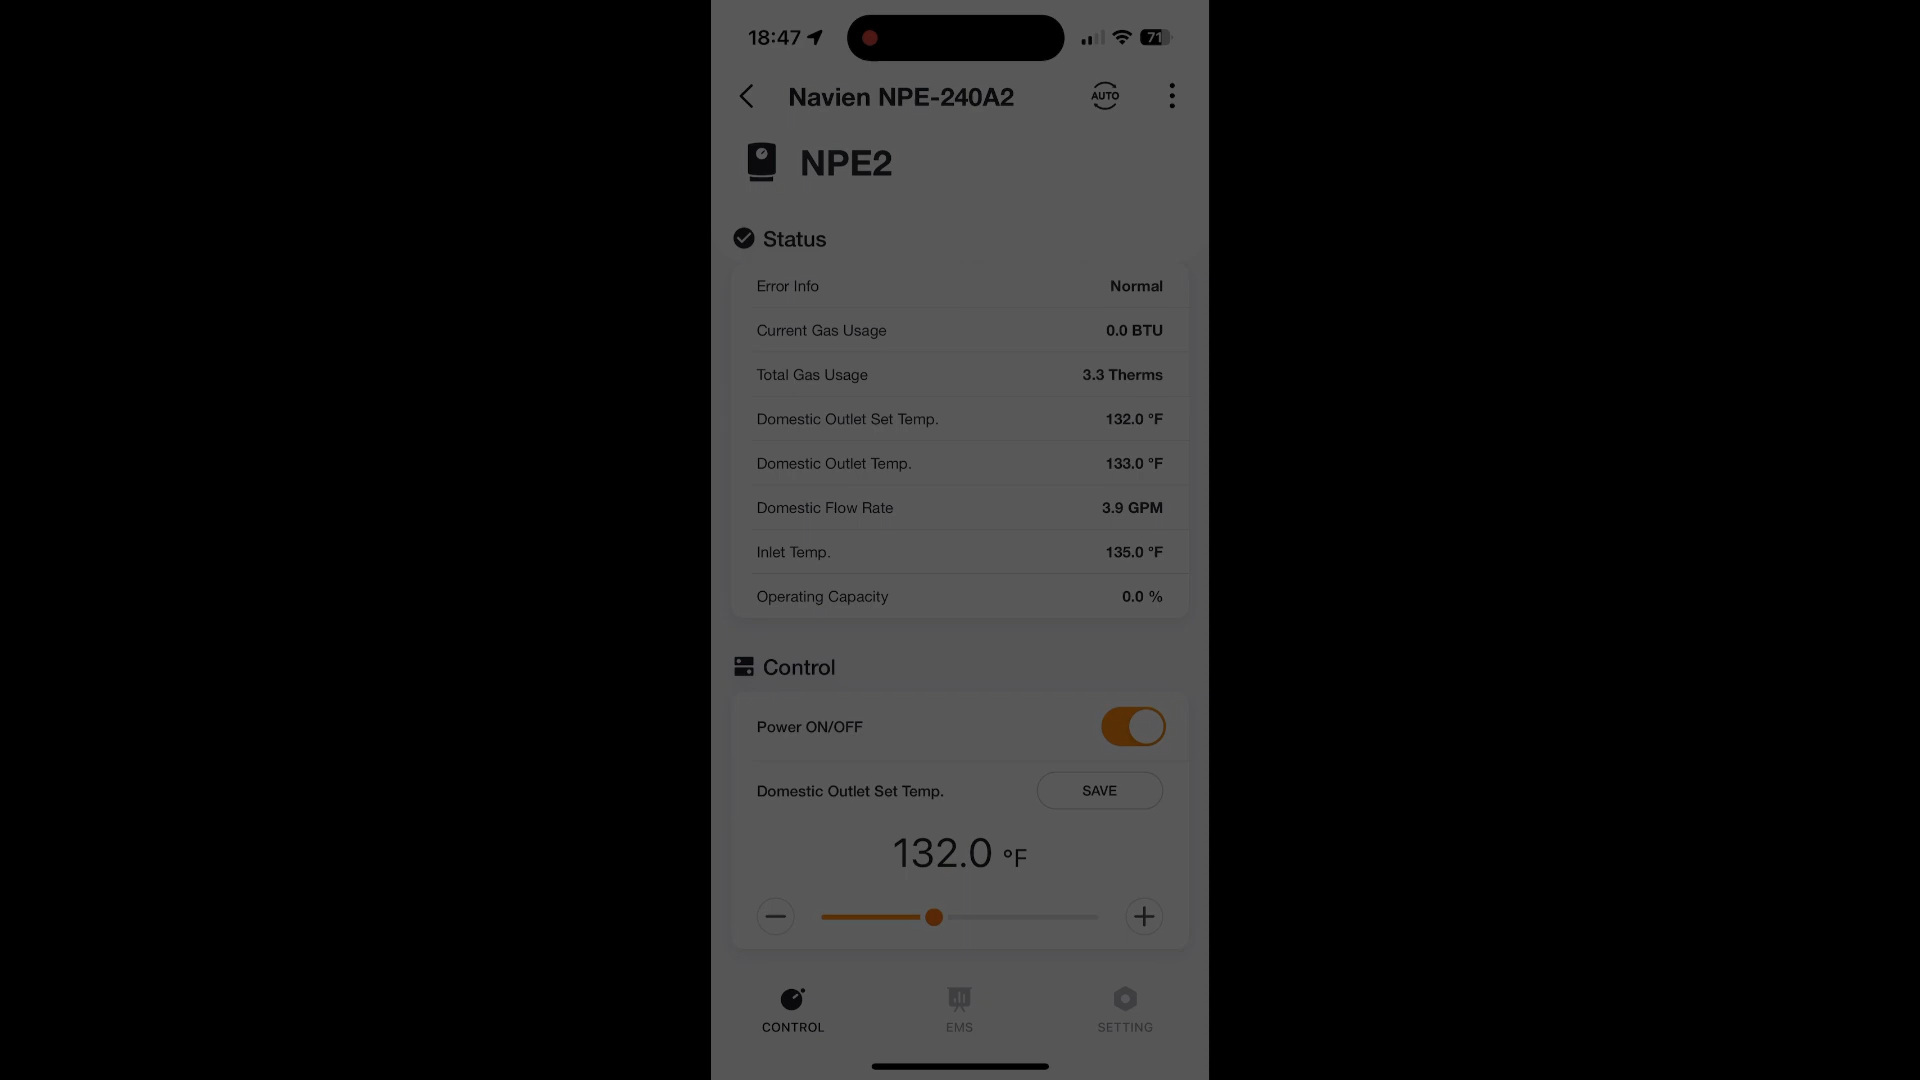 18:47
71
Navien NPE-240A2
AUTO
NPE2
Status
Error Info Normal
Current Gas Usage 0.0 BTU
Total Gas Usage 3.3 Therms
Domestic Outlet Set Temp. 132.0 °F
Domestic Outlet Temp. 133.0 °F
Domestic Flow Rate 3.9 GPM
Inlet Temp. 135.0 °F
Operating Capacity 0.0 %
Control
Power ON/OFF
Domestic Outlet Set Temp. SAVE
132.0 °F
CONTROL EMS SETTING